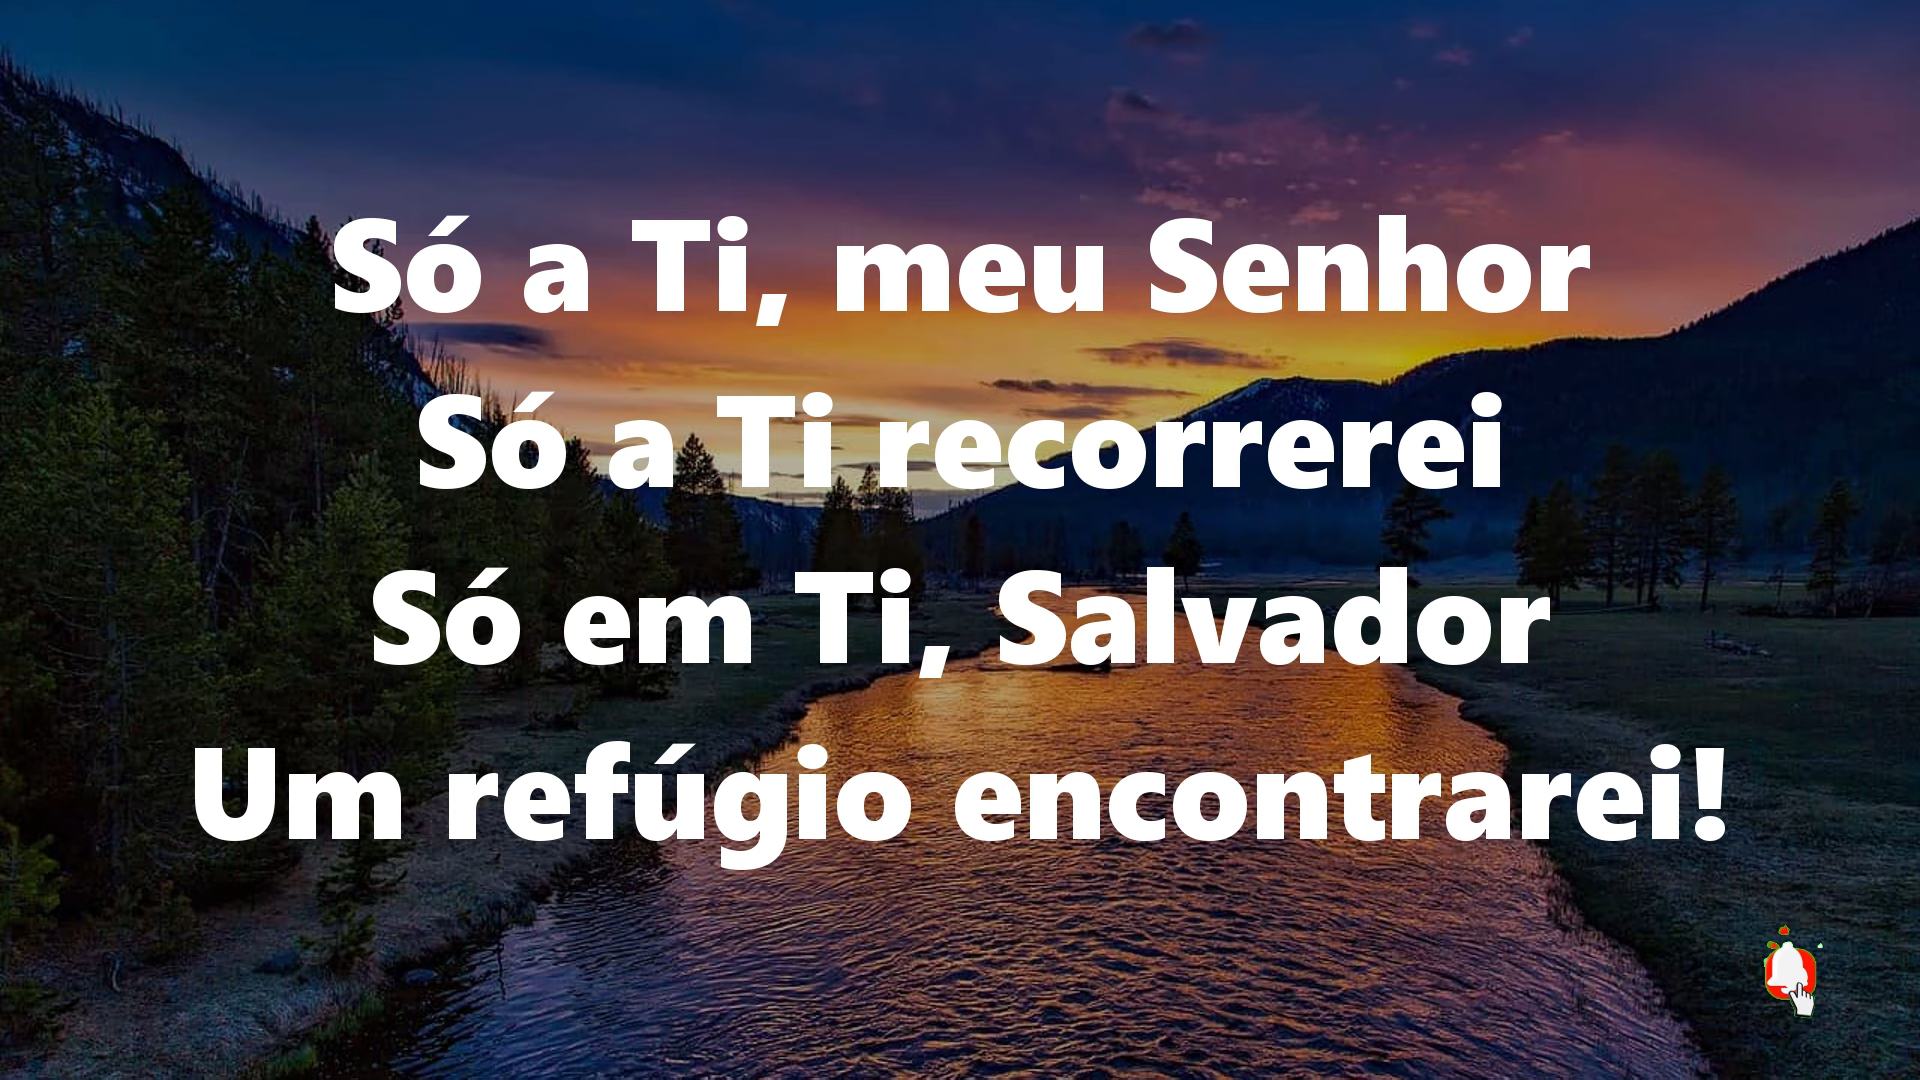 Só a Ti, meu Senhor
Só a Ti recorrerei
Só em Ti, Salvador
Um refúgio encontrarei!